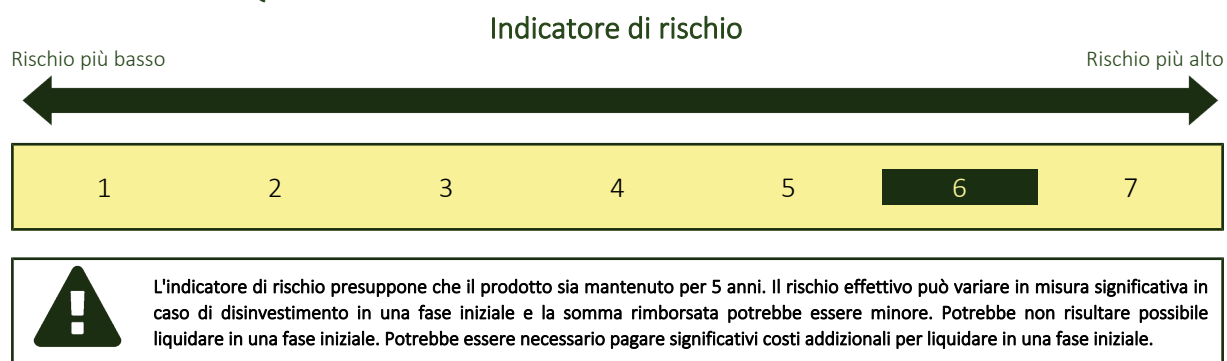 Indicatore di rischio
Rischio più basso
Rischio più alto
1 2 3 4 5 6 7
L'indicatore di rischio presuppone che il prodotto sia mantenuto per 5 anni. Il rischio effettivo può variare in misura significativa in
caso di disinvestimento in una fase iniziale e la somma rimborsata potrebbe essere minore. Potrebbe non risultare possibile
liquidare in una fase iniziale. Potrebbe essere necessario pagare significativi costi addizionali per liquidare in una fase iniziale.